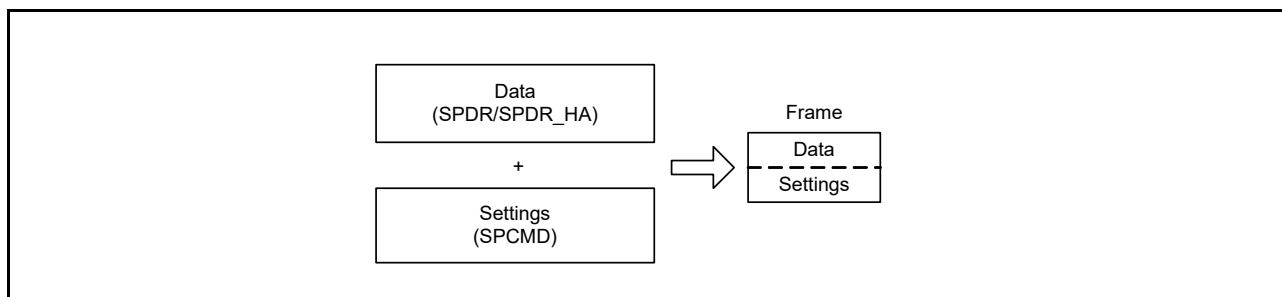 Data
(SPDR/SPDR_HA)
+
Settings
(SPCMD)
Frame
Data
Settings